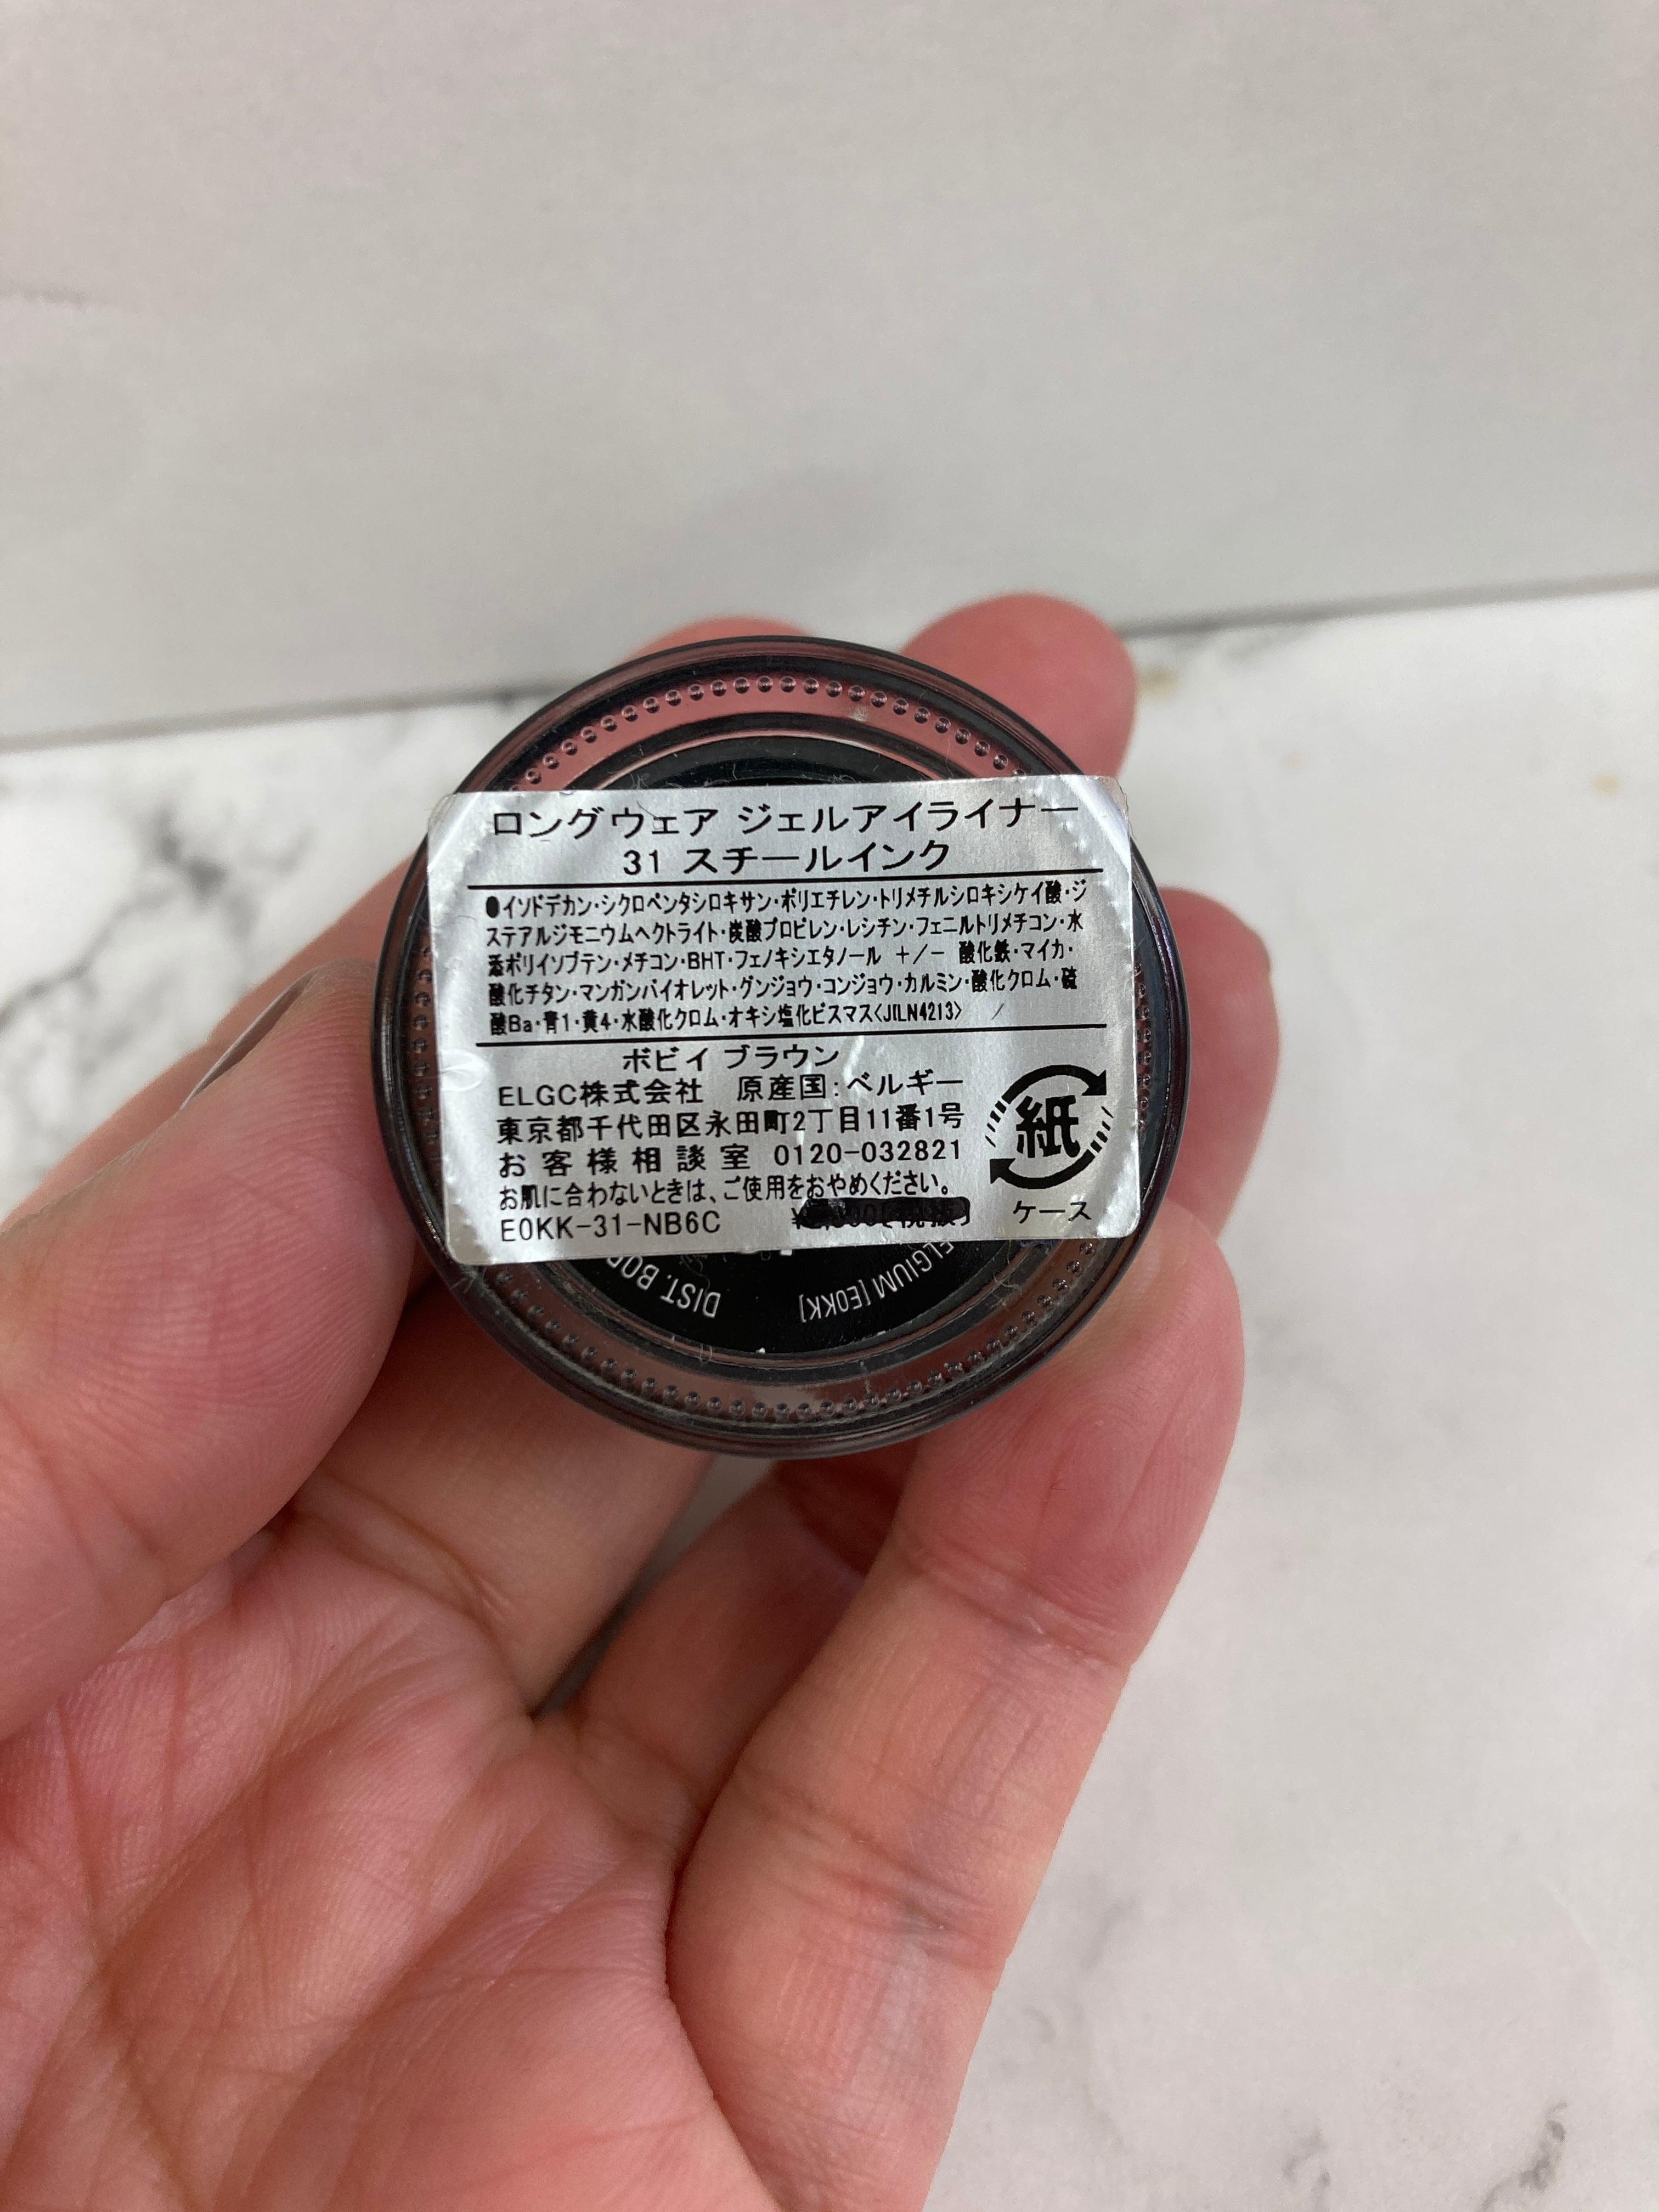 ロングウェア ジェルアイライナー
31 スチールインク
●イソドデカン・シクロペンタシロキサン・ポリエチレン・トリメチルシロキシケイ酸・ジ
ステアルジモニウムヘクトライト・炭酸プロピレン・レシチン・フェニルトリメチコン・水
添ポリイソブテン・メチコン・BHT・フェノキシエタノール +/- 酸化鉄・マイカ・
酸化チタン・マンガンバイオレット・グンジョウ・コンジョウ・カルミン・酸化クロム・硫
酸Ba・青1・黄4・水酸化クロム・オキシ塩化ビスマス<JILN4213>
ボビイ ブラウン
ELGC株式会社 原産国:ベルギー
東京都千代田区永田町2丁目11番1号
お客様相談室 0120-032821
お肌に合わないときは、ご使用をおやめください。
E0KK-31-NB6C
紙
ケース
DIST. BOB
ELGIUM [E0KK]